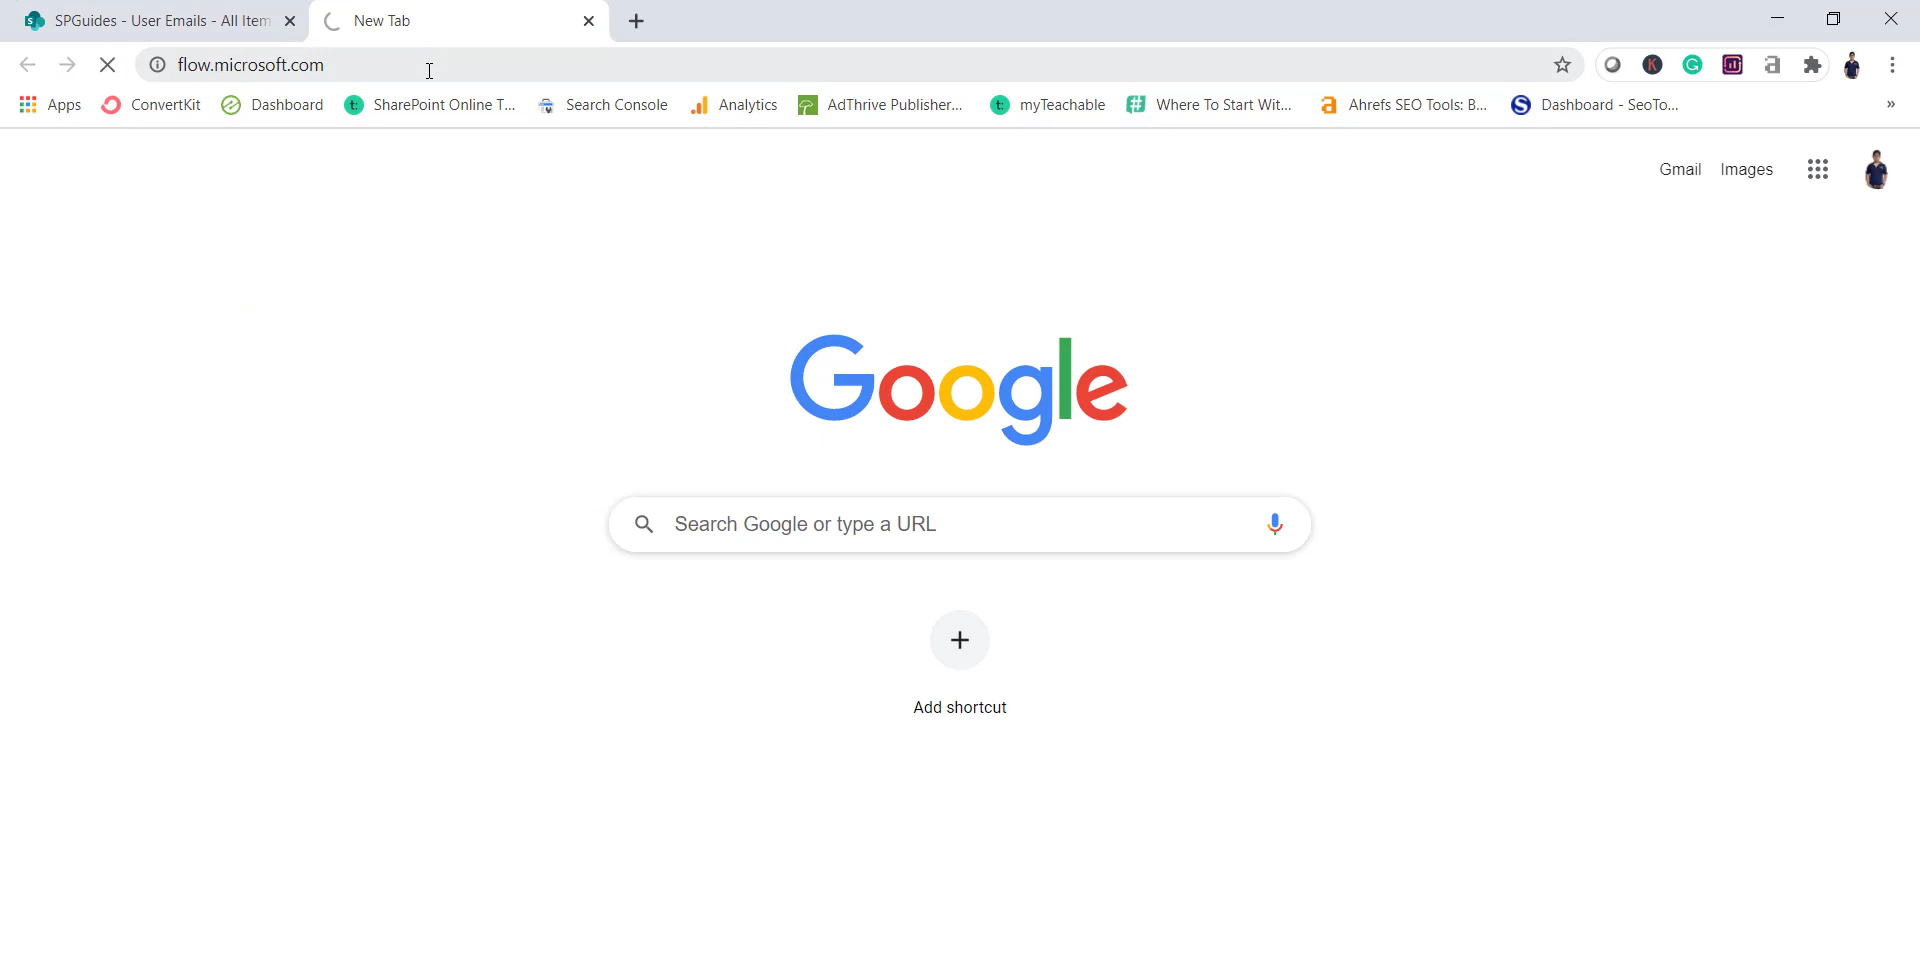 SPGuides - User Emails - All Item
New Tab
flow.microsoft.com
Apps ConvertKit Dashboard SharePoint Online T... Search Console Analytics AdThrive Publisher... myTeachable Where To Start Wit... Ahrefs SEO Tools: B... Dashboard - SeoTo... »
Gmail Images
Google
Search Google or type a URL
Add shortcut